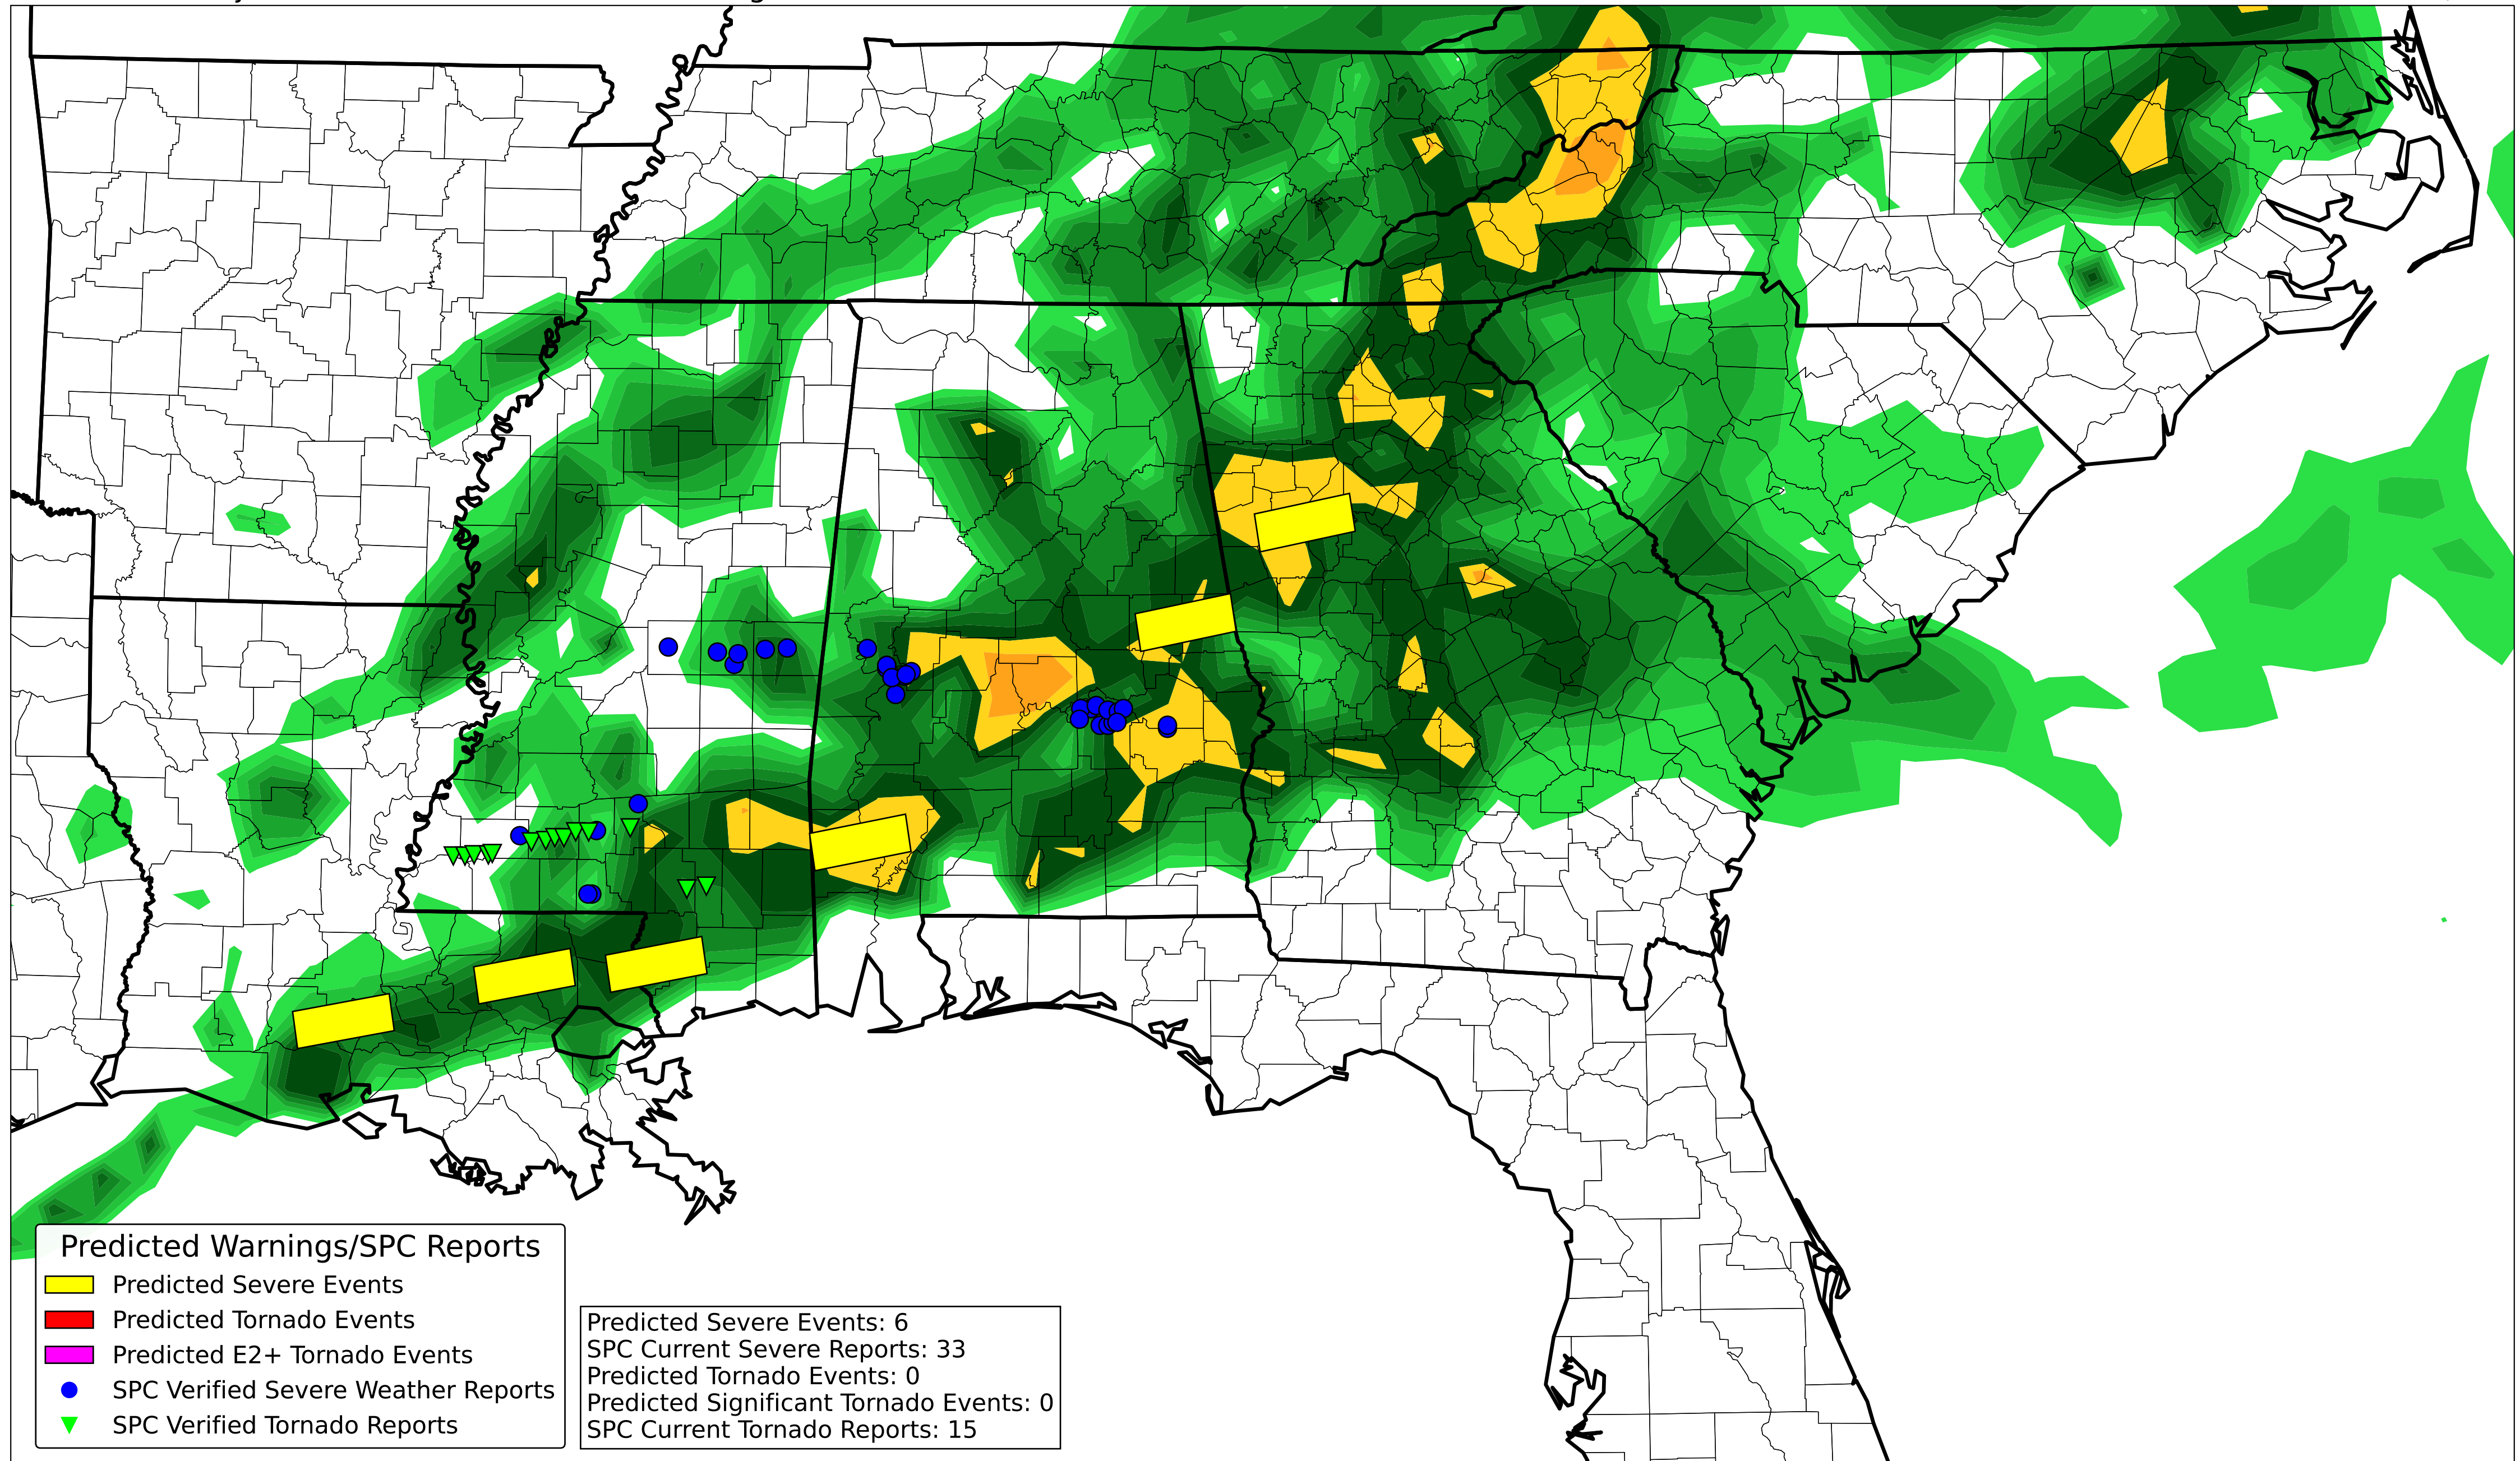 Predicted Warnings/SPC Reports
Predicted Severe Events
Predicted Tornado Events
Predicted E2+ Tornado Events
SPC Verified Severe Weather Reports
SPC Verified Tornado Reports
Predicted Severe Events: 6
SPC Current Severe Reports: 33
Predicted Tornado Events: 0
Predicted Significant Tornado Events: 0
SPC Current Tornado Reports: 15